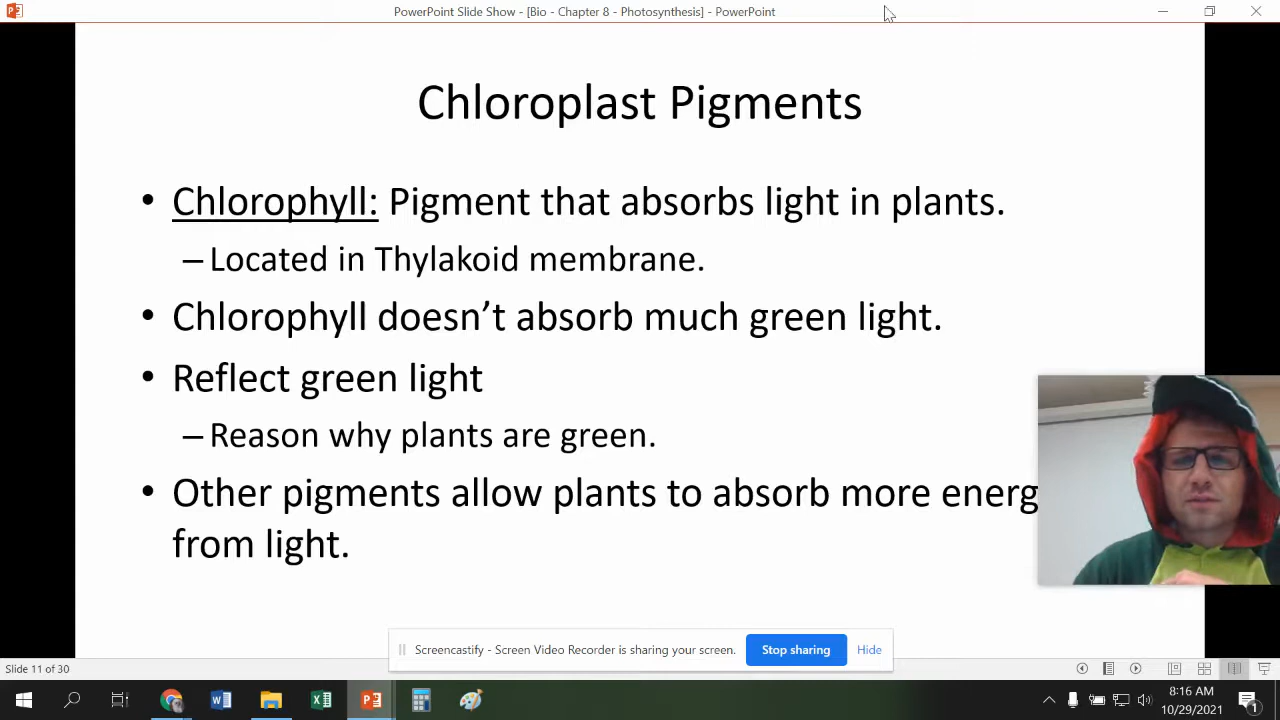 PowerPoint Slide Show - [Bio - Chapter 8 - Photosynthesis] - PowerPoint
Chloroplast Pigments
• Chlorophyll: Pigment that absorbs light in plants.
– Located in Thylakoid membrane.
• Chlorophyll doesn’t absorb much green light.
• Reflect green light
– Reason why plants are green.
• Other pigments allow plants to absorb more energ
from light.
Screencastify - Screen Video Recorder is sharing your screen.
Stop sharing
Hide
Slide 11 of 30
8:16 AM
10/29/2021
1